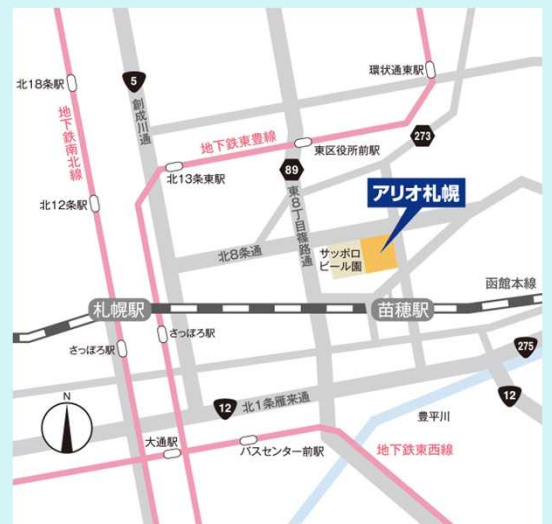 環状通東駅
5
北18条駅
創成川通
地下鉄南北線
地下鉄東豊線
273
東区役所前駅
北13条東駅
89
東8丁目篠路通
アリオ札幌
北12条駅
北8条通
サッポロ
ビール園
函館本線
札幌駅
苗穂駅
さっぽろ駅
さっぽろ駅
275
12
北1条雁来通
12
N
豊平川
大通駅
バスセンター前駅
地下鉄東西線